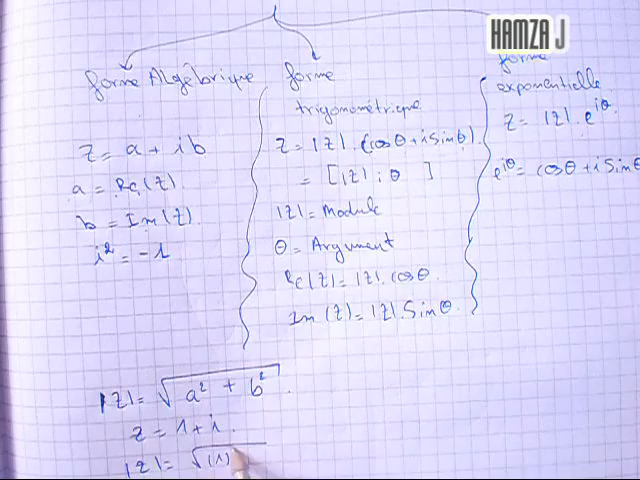 HAMZA J
forme Algébrique
z = a + ib
a = Re(z)
b = Im(z)
i² = -1
forme
trigonométrique
z = |z| . (cosθ + i sinθ).
= [|z| ; θ ]
|z| = Module
θ = Argument
Re(z) = |z| . cosθ.
Im (z) = |z| . Sinθ.
forme
exponentielle
z = |z| . e^iθ
e^iθ = cosθ + i Sinθ
|z| = √a² + b² .
z = 1 + i .
|z| = √(1)